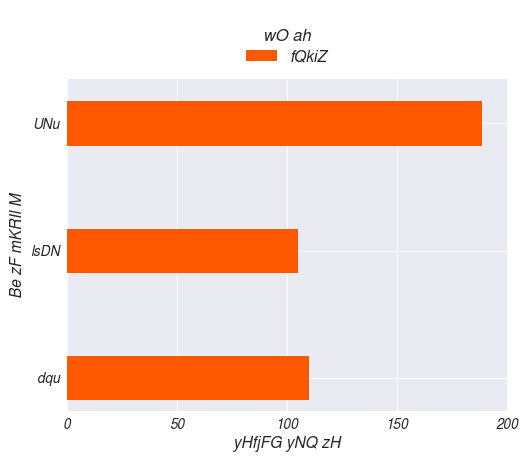 wO ah
fQkiZ
UNu
lsDN
dqu
Be zF mKRIl M
0 50 100 150 200
yHfjFG yNQ zH